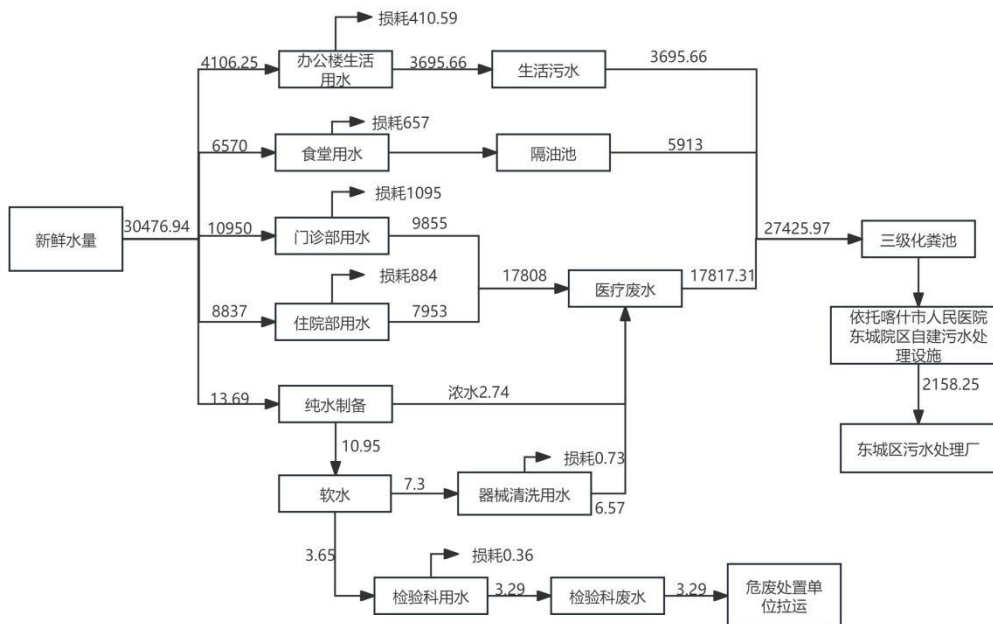 损耗410.59
4106.25
办公楼生活
用水
3695.66
生活污水
3695.66
损耗657
6570
食堂用水
隔油池
5913
损耗1095
新鲜水量
30476.94
10950
门诊部用水
9855
27425.97
三级化粪池
损耗884
17808
医疗废水
17817.31
8837
住院部用水
7953
依托喀什市人民医院
东城院区自建污水处
理设施
13.69
纯水制备
浓水2.74
2158.25
10.95
东城区污水处理厂
损耗0.73
软水
7.3
器械清洗用水
6.57
3.65
损耗0.36
检验科用水
3.29
检验科废水
3.29
危废处置单
位拉运